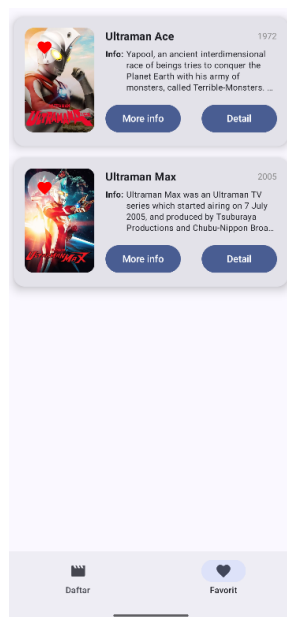 Ultraman Ace 1972
Info: Yapool, an ancient interdimensional
race of beings tries to conquer the
Planet Earth with his army of
monsters, called Terrible-Monsters. ...
More info Detail
Ultraman Max 2005
Info: Ultraman Max was an Ultraman TV
series which started airing on 7 July
2005, and produced by Tsuburaya
Productions and Chubu-Nippon Broa...
More info Detail
Daftar Favorit